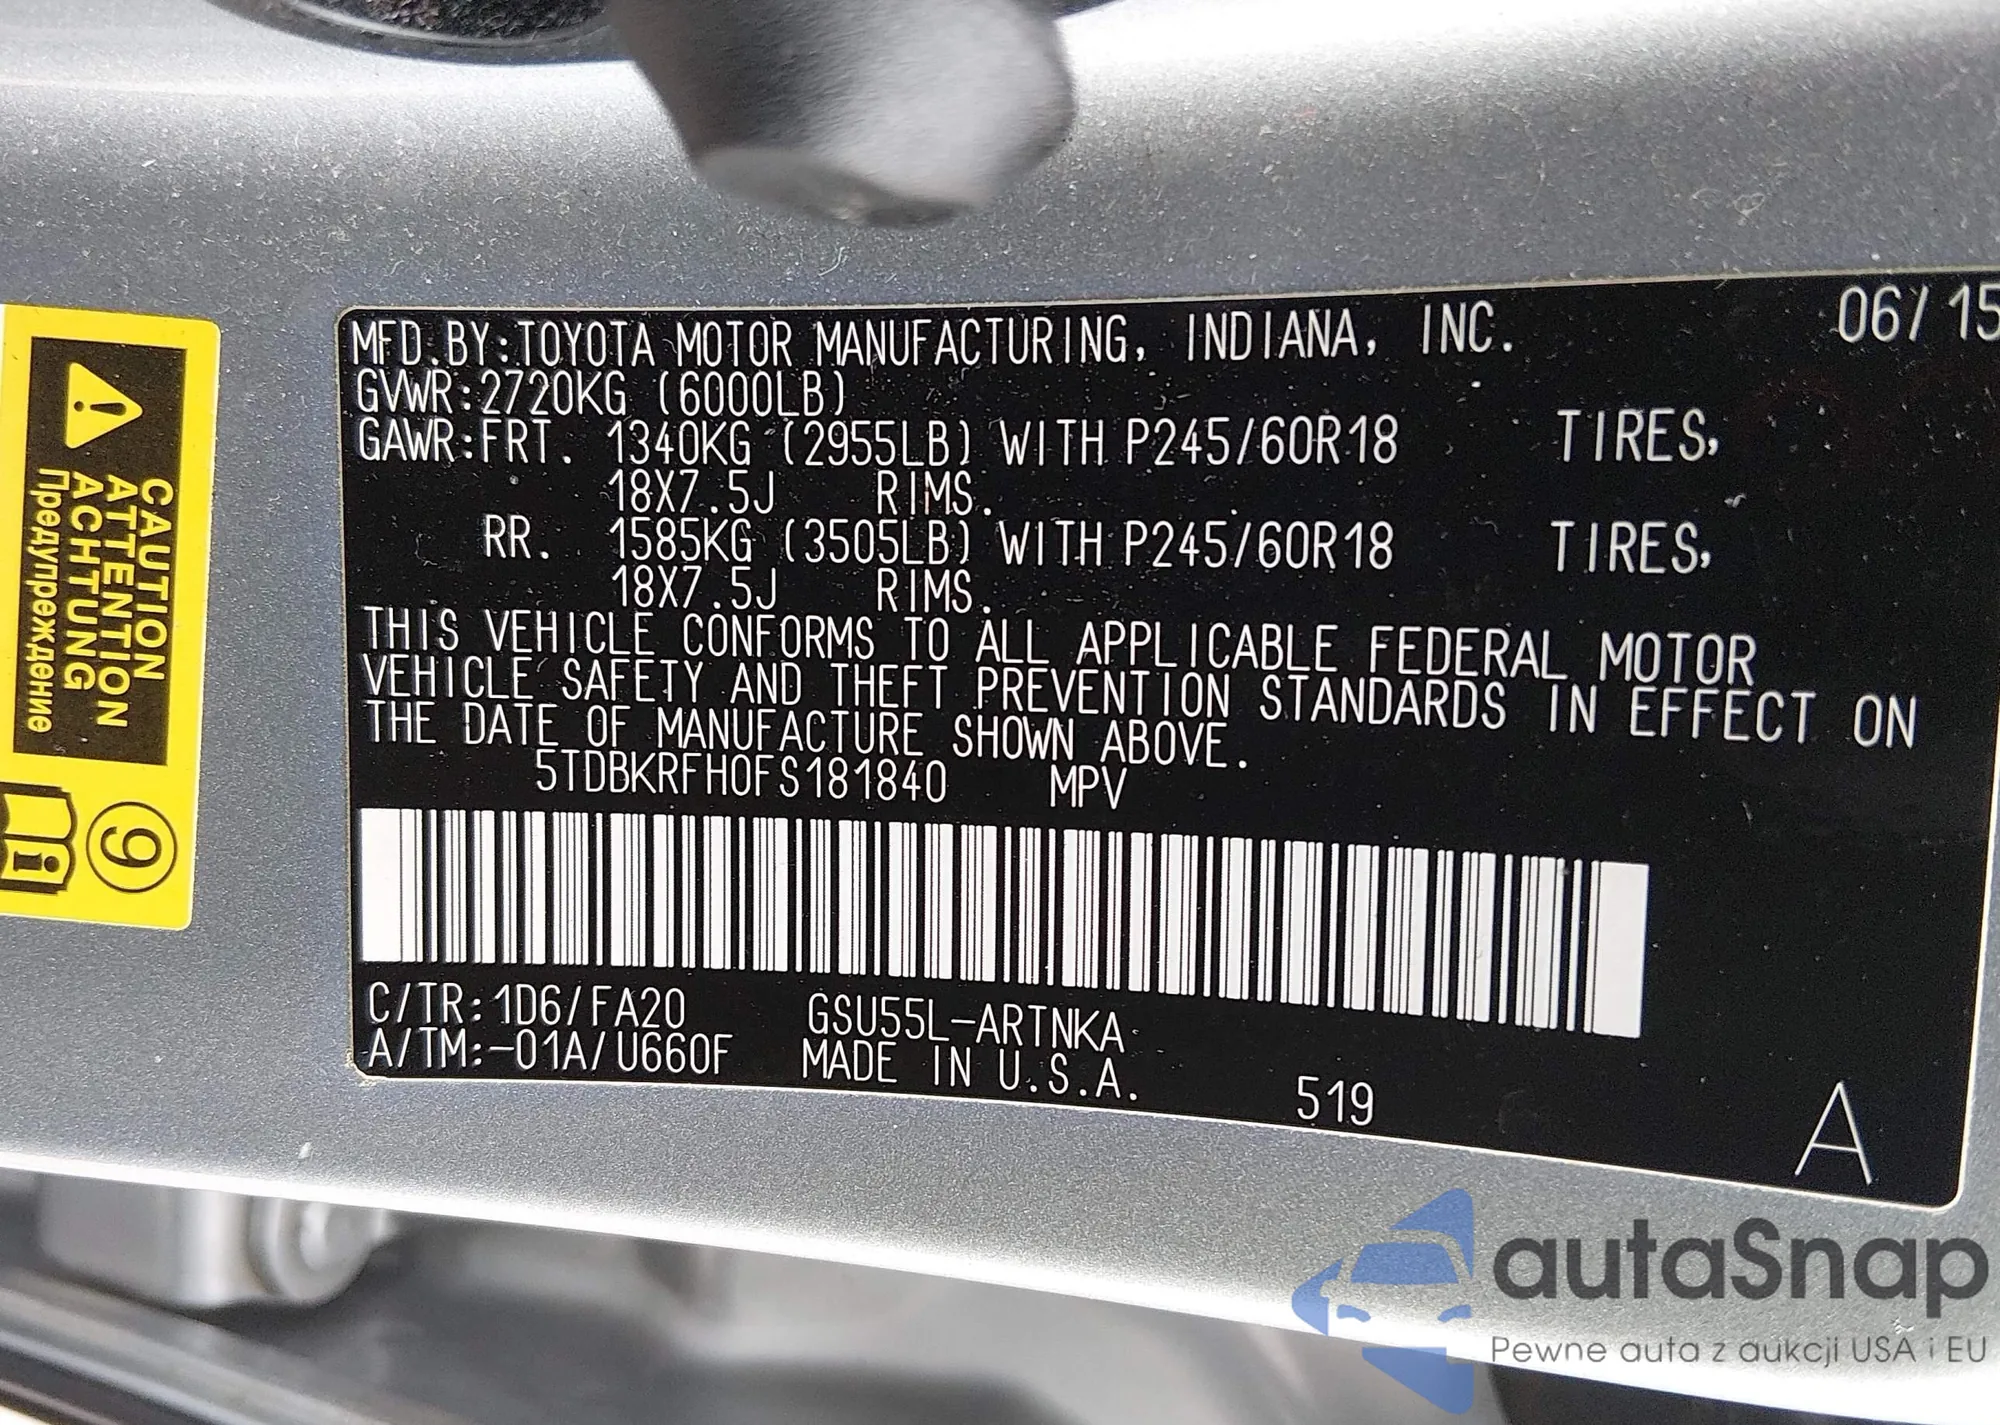 MFD.BY:TOYOTA MOTOR MANUFACTURING, INDIANA, INC. 06/15
GVWR:2720KG (6000LB)
GAWR:FRT. 1340KG (2955LB) WITH P245/60R18 TIRES,
18X7.5J RIMS.
RR. 1585KG (3505LB) WITH P245/60R18 TIRES,
18X7.5J RIMS.
THIS VEHICLE CONFORMS TO ALL APPLICABLE FEDERAL MOTOR
VEHICLE SAFETY AND THEFT PREVENTION STANDARDS IN EFFECT ON
THE DATE OF MANUFACTURE SHOWN ABOVE.
5TDBKRFH0FS181840 MPV
C/TR:1D6/FA20 GSU55L-ARTNKA
A/TM:-01A/U660F MADE IN U.S.A.
519
A
CAUTION
ATTENTION
ACHTUNG
Предупреждение
9
i
autaSnap
Pewne auta z aukcji USA i EU